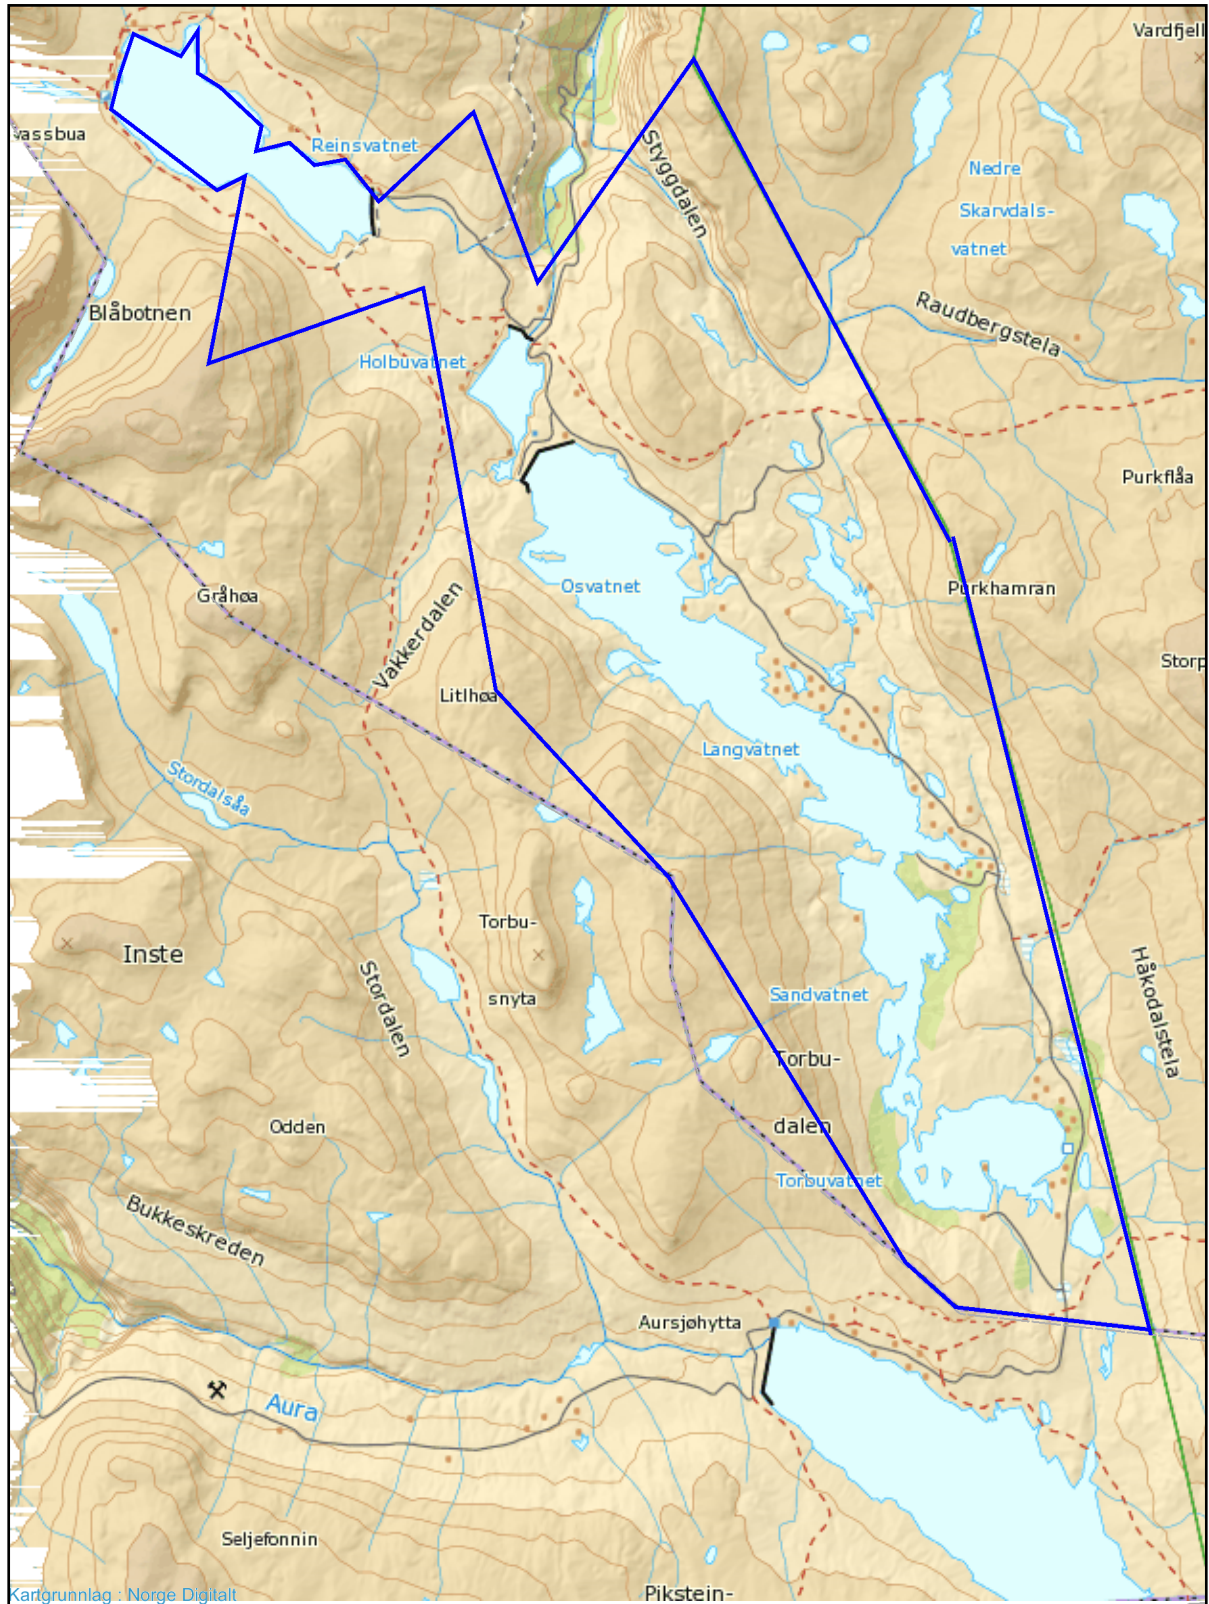 Vardfjell
vassbua
Reinsvatnet
Styggdalen
Nedre
Skarvdals-
vatnet
Blåbotnen
Raudbergstela
Holbuvatnet
Purkflåa
Osvatnet
Purkhamran
Gråhøa
Vakkerdalen
Storp
Litlhøa
Langvatnet
Stordalsåa
Torbu-
snyta
Inste
Stordalen
Sandvatnet
Håkodalstela
Torbu-
dalen
Odden
Torbuvatnet
Bukkeskreden
Aursjøhytta
Aura
Seljefonnin
Pikstein-
Kartgrunnlag : Norge Digitalt